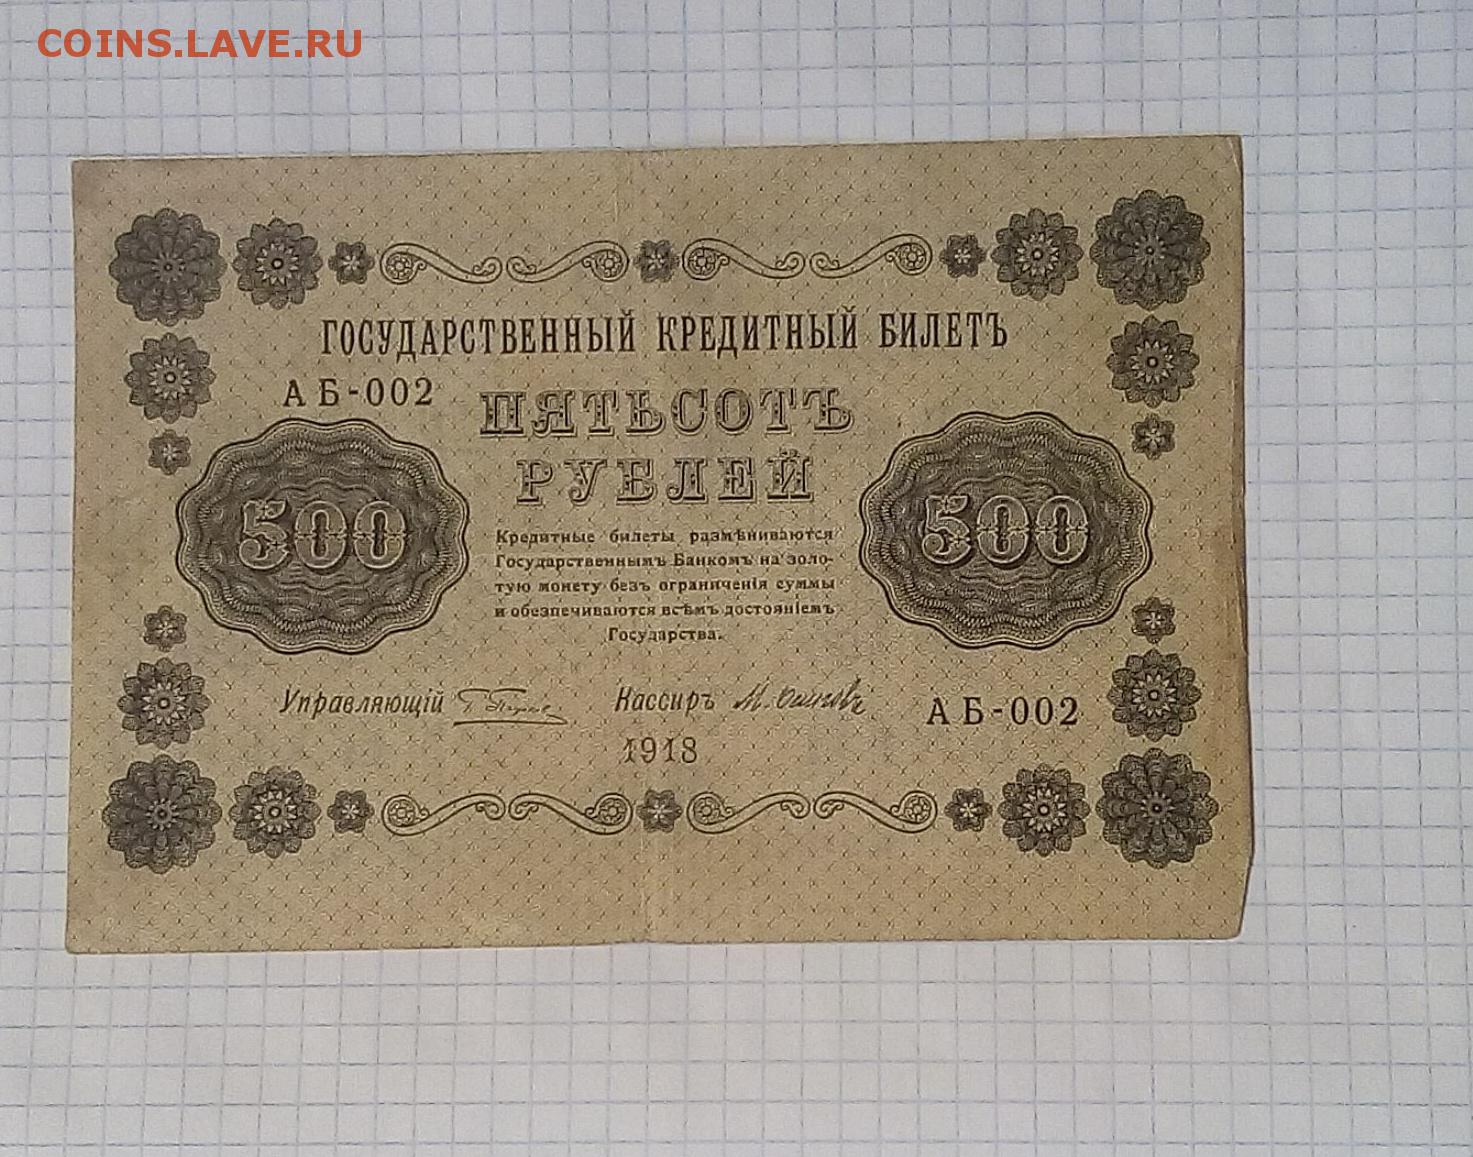 COINS.LAVE.RU
ГОСУДАРСТВЕННЫЙ КРЕДИТНЫЙ БИЛЕТЪ
АБ-002
ПЯТЬСОТЪ
РУБЛЕЙ
500
500
Кредитные билеты размѣниваются
Государственнымъ Банкомъ на золо-
тую монету безъ ограниченія суммы
и обезпечиваются всѣмъ достояніемъ
Государства.
Управляющій
Кассиръ
АБ-002
1918